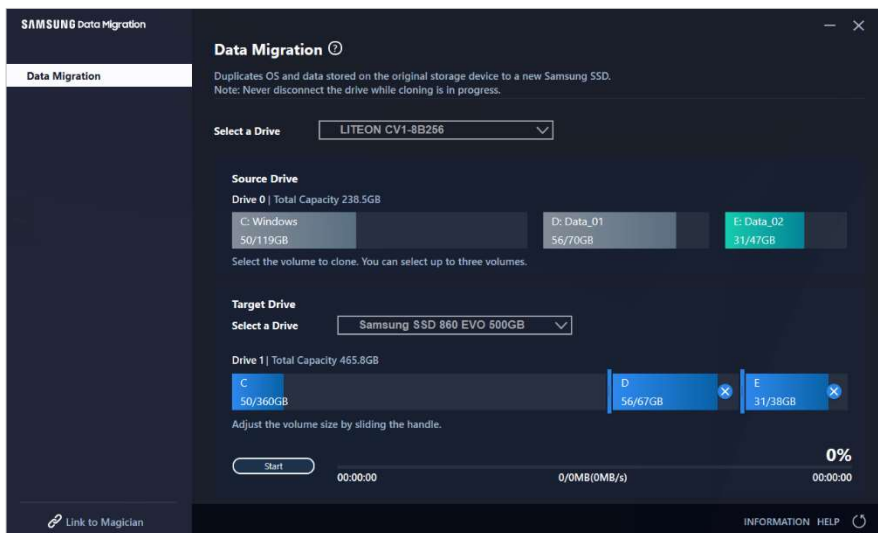 SAMSUNG Data Migration
Data Migration
Data Migration ?
Duplicates OS and data stored on the original storage device to a new Samsung SSD.
Note: Never disconnect the drive while cloning is in progress.
Select a Drive LITEON CV1-8B256
Source Drive
Drive 0 | Total Capacity 238.5GB
C: Windows D: Data_01 E: Data_02
50/119GB 56/70GB 31/47GB
Select the volume to clone. You can select up to three volumes.
Target Drive
Select a Drive Samsung SSD 860 EVO 500GB
Drive 1 | Total Capacity 465.8GB
C D E
50/360GB 56/67GB 31/38GB
Adjust the volume size by sliding the handle.
0%
Start 00:00:00 0/0MB(0MB/s) 00:00:00
Link to Magician INFORMATION HELP